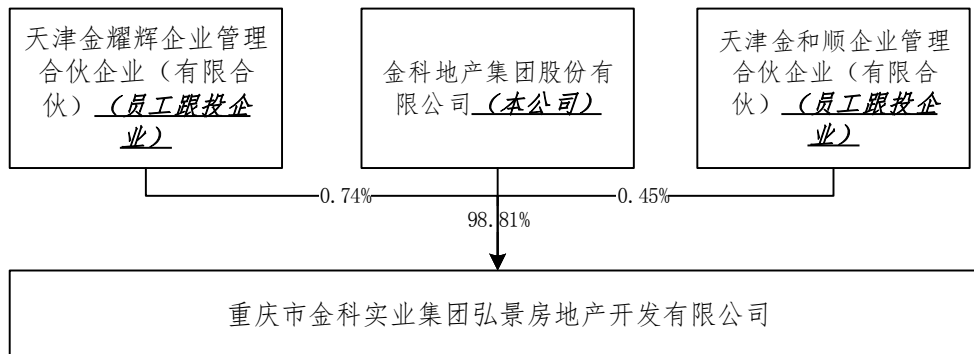 天津金耀辉企业管理
合伙企业（有限合
伙）（员工跟投企
业）
金科地产集团股份有
限公司（本公司）
天津金和顺企业管理
合伙企业（有限合
伙）（员工跟投企
业）
0.74%
0.45%
98.81%
重庆市金科实业集团弘景房地产开发有限公司